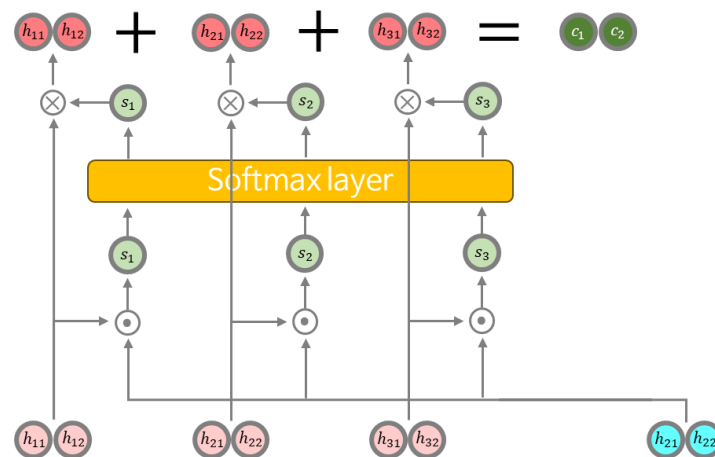 h₁₁ h₁₂ + h₂₁ h₂₂ + h₃₁ h₃₂ = c₁ c₂
s₁ s₂ s₃
Softmax layer
s₁ s₂ s₃
h₁₁ h₁₂ h₂₁ h₂₂ h₃₁ h₃₂ h₂₁ h₂₂